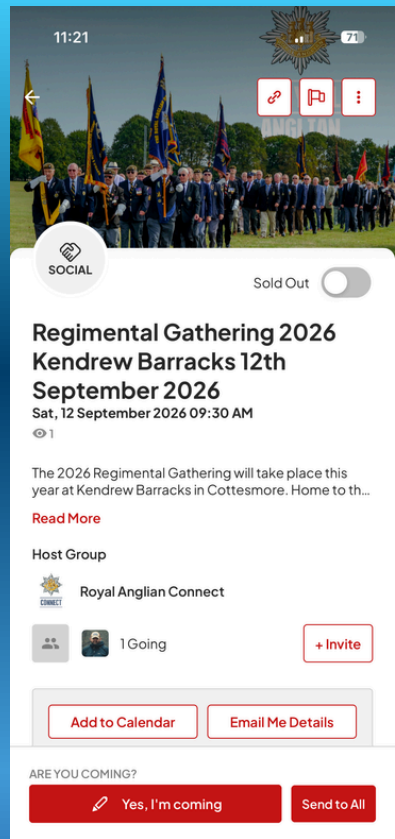 11:21
71
ANGLIAN
SOCIAL
Sold Out
Regimental Gathering 2026
Kendrew Barracks 12th
September 2026
Sat, 12 September 2026 09:30 AM
1
The 2026 Regimental Gathering will take place this
year at Kendrew Barracks in Cottesmore. Home to th...
Read More
Host Group
CONNECT
Royal Anglian Connect
1 Going
+ Invite
Add to Calendar
Email Me Details
ARE YOU COMING?
Yes, I'm coming
Send to All